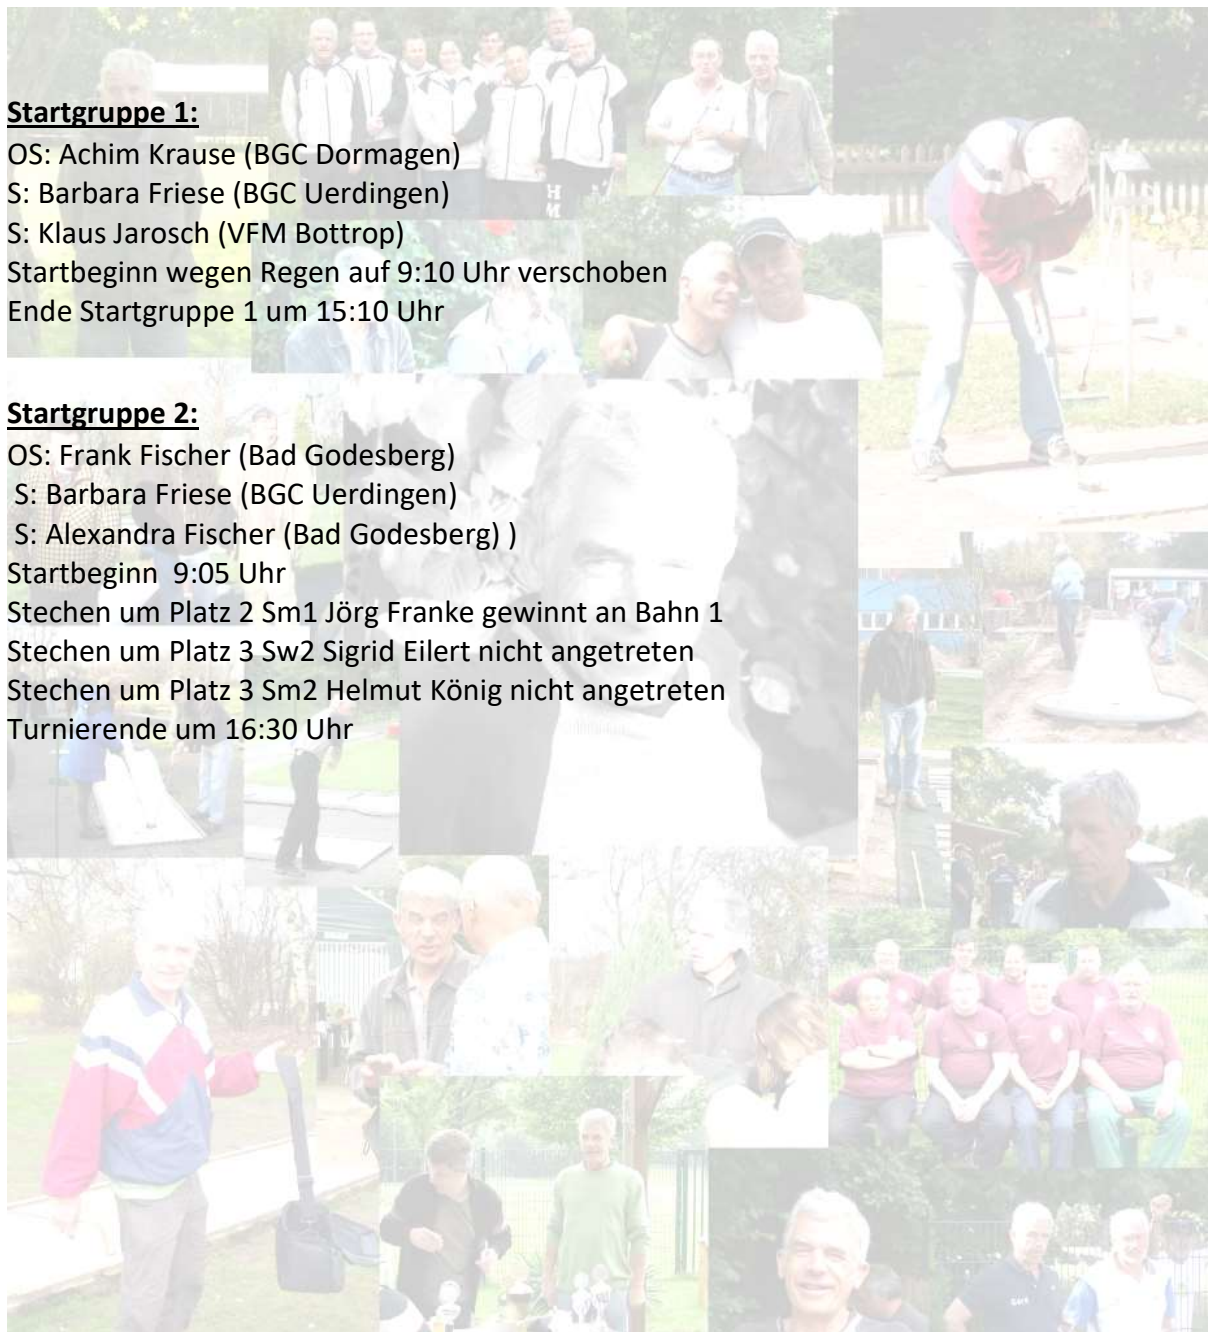 Startgruppe 1:
OS: Achim Krause (BGC Dormagen)
S: Barbara Friese (BGC Uerdingen)
S: Klaus Jarosch (VFM Bottrop)
Startbeginn wegen Regen auf 9:10 Uhr verschoben
Ende Startgruppe 1 um 15:10 Uhr
Startgruppe 2:
OS: Frank Fischer (Bad Godesberg)
S: Barbara Friese (BGC Uerdingen)
S: Alexandra Fischer (Bad Godesberg) )
Startbeginn  9:05 Uhr
Stechen um Platz 2 Sm1 Jörg Franke gewinnt an Bahn 1
Stechen um Platz 3 Sw2 Sigrid Eilert nicht angetreten
Stechen um Platz 3 Sm2 Helmut König nicht angetreten
Turnierende um 16:30 Uhr